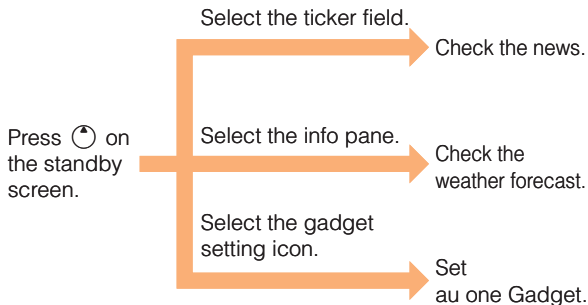 Select the ticker field.
Check the news.
Press on
the standby
screen.
Select the info pane.
Check the
weather forecast.
Select the gadget
setting icon.
Set
au one Gadget.